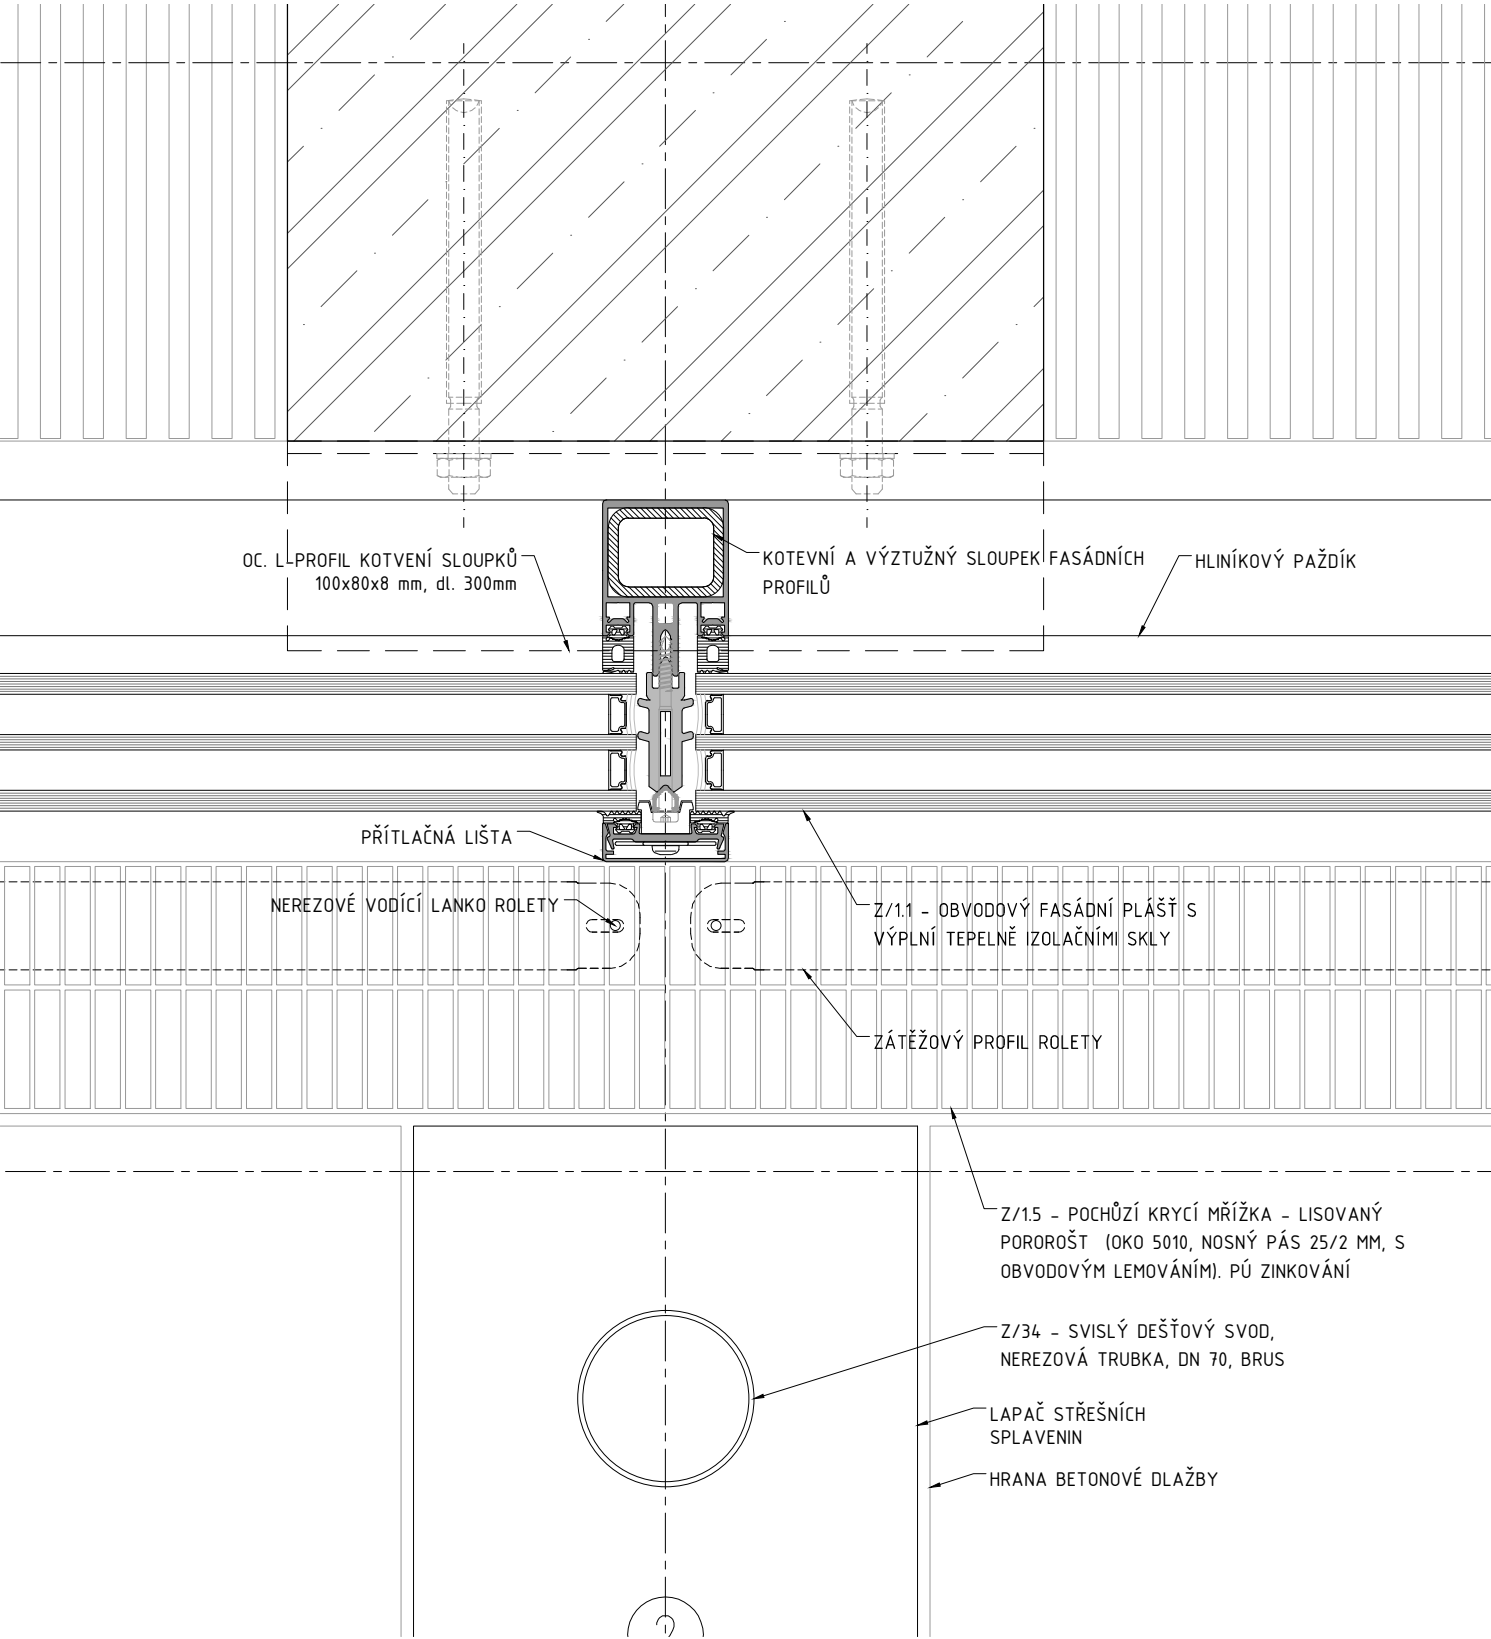 OC. L-PROFIL KOTVENÍ SLOUPKŮ
100x80x8 mm, dl. 300mm
KOTEVNÍ A VÝZTUŽNÝ SLOUPEK FASÁDNÍCH
PROFILŮ
HLINÍKOVÝ PAŽDÍK
PŘÍTLAČNÁ LIŠTA
NEREZOVÉ VODÍCÍ LANKO ROLETY
Z/1.1 - OBVODOVÝ FASÁDNÍ PLÁŠŤ S
VÝPLNÍ TEPELNĚ IZOLAČNÍMI SKLY
ZÁTĚŽOVÝ PROFIL ROLETY
Z/1.5 - POCHŮZÍ KRYCÍ MŘÍŽKA - LISOVANÝ
POROROŠT (OKO 5010, NOSNÝ PÁS 25/2 MM, S
OBVODOVÝM LEMOVÁNÍM). PÚ ZINKOVÁNÍ
Z/34 - SVISLÝ DEŠŤOVÝ SVOD,
NEREZOVÁ TRUBKA, DN 70, BRUS
LAPAČ STŘEŠNÍCH
SPLAVENIN
HRANA BETONOVÉ DLAŽBY
2